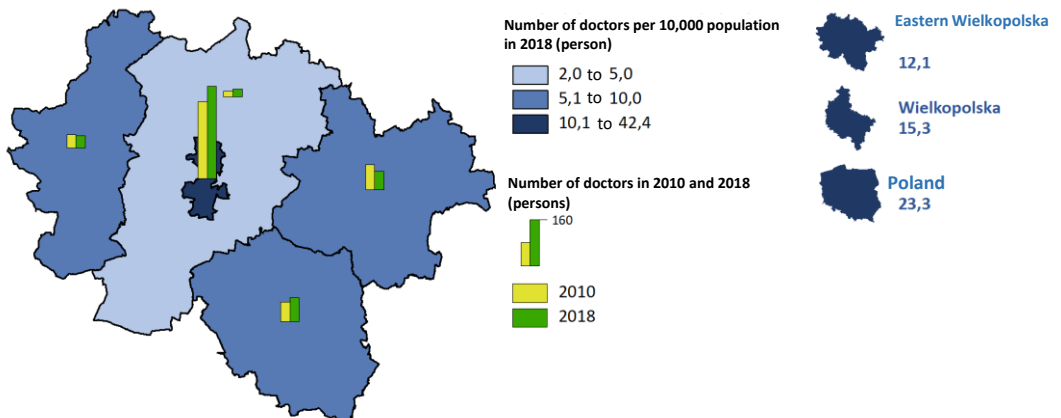 Number of doctors per 10,000 population
in 2018 (person)
2,0 to 5,0
5,1 to 10,0
10,1 to 42,4
Number of doctors in 2010 and 2018
(persons)
160
2010
2018
Eastern Wielkopolska
12,1
Wielkopolska
15,3
Poland
23,3